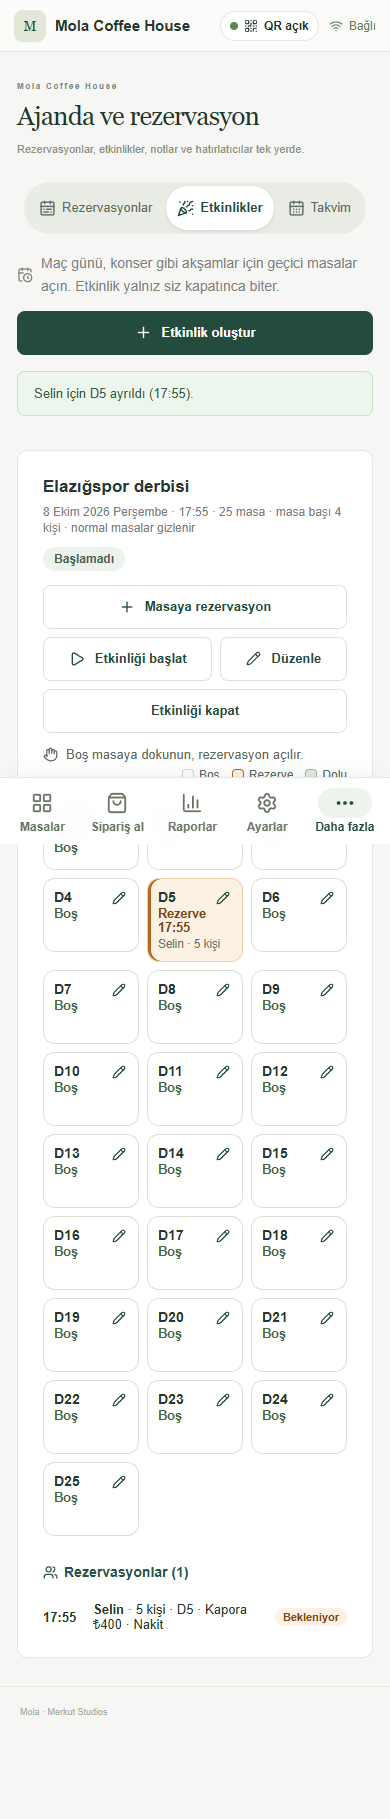 M Mola Coffee House QR açık Bağlı
Mola Coffee House
Ajanda ve rezervasyon
Rezervasyonlar, etkinlikler, notlar ve hatırlatıcılar tek yerde.
Rezervasyonlar Etkinlikler Takvim
Maç günü, konser gibi akşamlar için geçici masalar
açın. Etkinlik yalnız siz kapatınca biter.
Etkinlik oluştur
Selin için D5 ayrıldı (17:55).
Elazığspor derbisi
8 Ekim 2026 Perşembe · 17:55 · 25 masa · masa başı 4
kişi · normal masalar gizlenir
Başlamadı
Masaya rezervasyon
Etkinliği başlat Düzenle
Etkinliği kapat
Boş masaya dokunun, rezervasyon açılır.
Boş Rezerve Dolu
Masalar Sipariş al Raporlar Ayarlar Daha fazla
Boş
D4 D5 D6
Boş Rezerve Boş
17:55
Selin · 5 kişi
D7 D8 D9
Boş Boş Boş
D10 D11 D12
Boş Boş Boş
D13 D14 D15
Boş Boş Boş
D16 D17 D18
Boş Boş Boş
D19 D20 D21
Boş Boş Boş
D22 D23 D24
Boş Boş Boş
D25
Boş
Rezervasyonlar (1)
17:55 Selin · 5 kişi · D5 · Kapora Bekleniyor
₺400 · Nakit
Mola · Merkut Studios